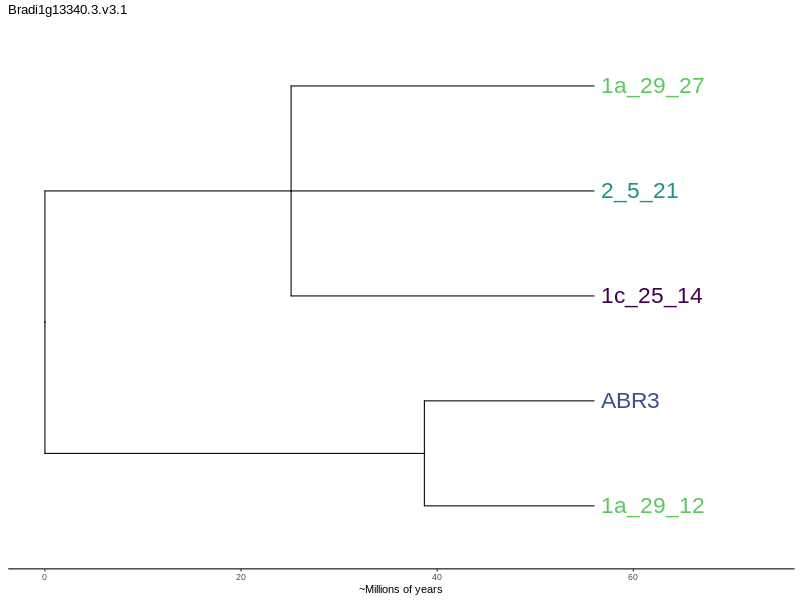 Bradi1g13340.3.v3.1
1a_29_27
2_5_21
1c_25_14
ABR3
1a_29_12
0 20 40 60
~Millions of years